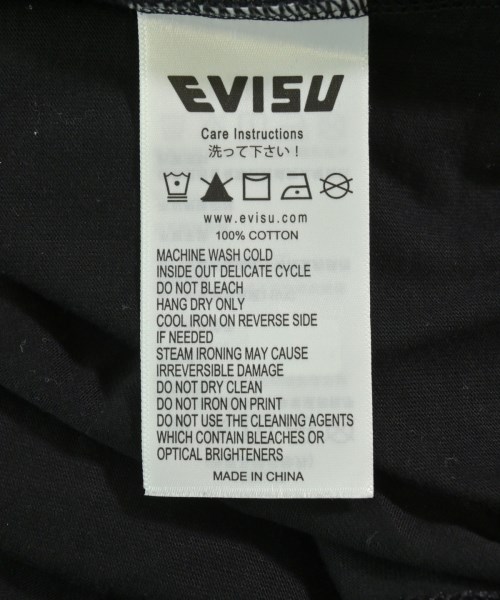 EVISU
Care Instructions
洗って下さい!
www.evisu.com
100% COTTON
MACHINE WASH COLD
INSIDE OUT DELICATE CYCLE
DO NOT BLEACH
HANG DRY ONLY
COOL IRON ON REVERSE SIDE
IF NEEDED
STEAM IRONING MAY CAUSE
IRREVERSIBLE DAMAGE
DO NOT DRY CLEAN
DO NOT IRON ON PRINT
DO NOT USE THE CLEANING AGENTS
WHICH CONTAIN BLEACHES OR
OPTICAL BRIGHTENERS
MADE IN CHINA